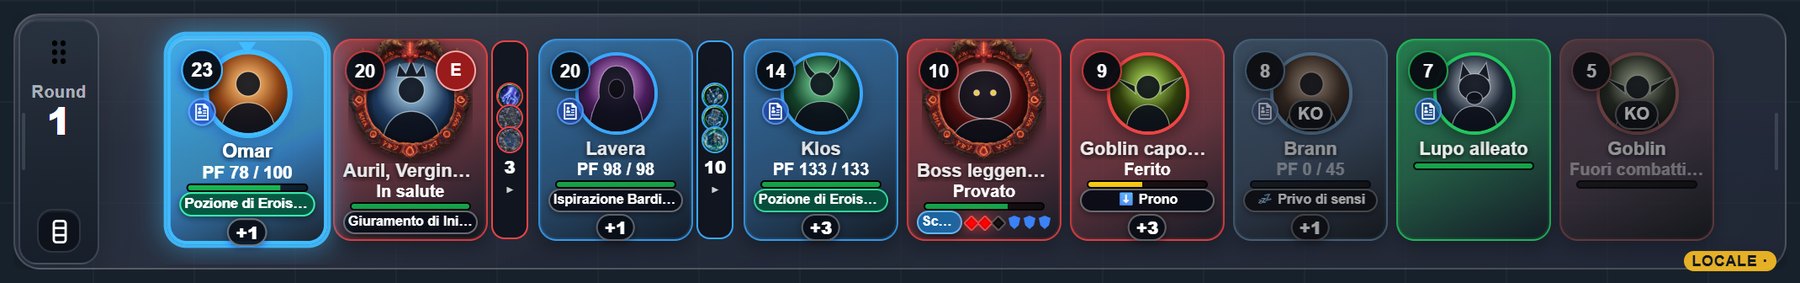 Round
1
23
Omar
PF 78 / 100
Pozione di Erois...
+1
20
E
Auril, Vergin...
In salute
Giuramento di Ini...
3
20
Lavera
PF 98 / 98
Ispirazione Bardi...
+1
10
14
Klos
PF 133 / 133
Pozione di Erois...
+3
10
Boss leggen...
Provato
Sc...
9
Goblin capo...
Ferito
Prono
+3
8
KO
Brann
PF 0 / 45
Privo di sensi
+1
7
Lupo alleato
5
KO
Goblin
Fuori combatti...
LOCALE ·